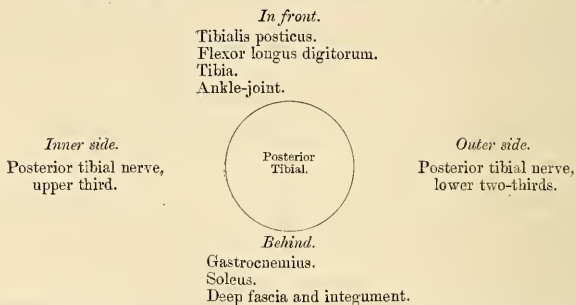 In front.
Tibialis posticus.
Flexor longus digitorum.
Tibia.
Ankle-joint.
Inner side.
Posterior tibial nerve,
upper third.
Posterior
Tibial.
Outer side.
Posterior tibial nerve,
lower two-thirds.
Behind.
Gastrocnemius.
Soleus.
Deep fascia and integument.